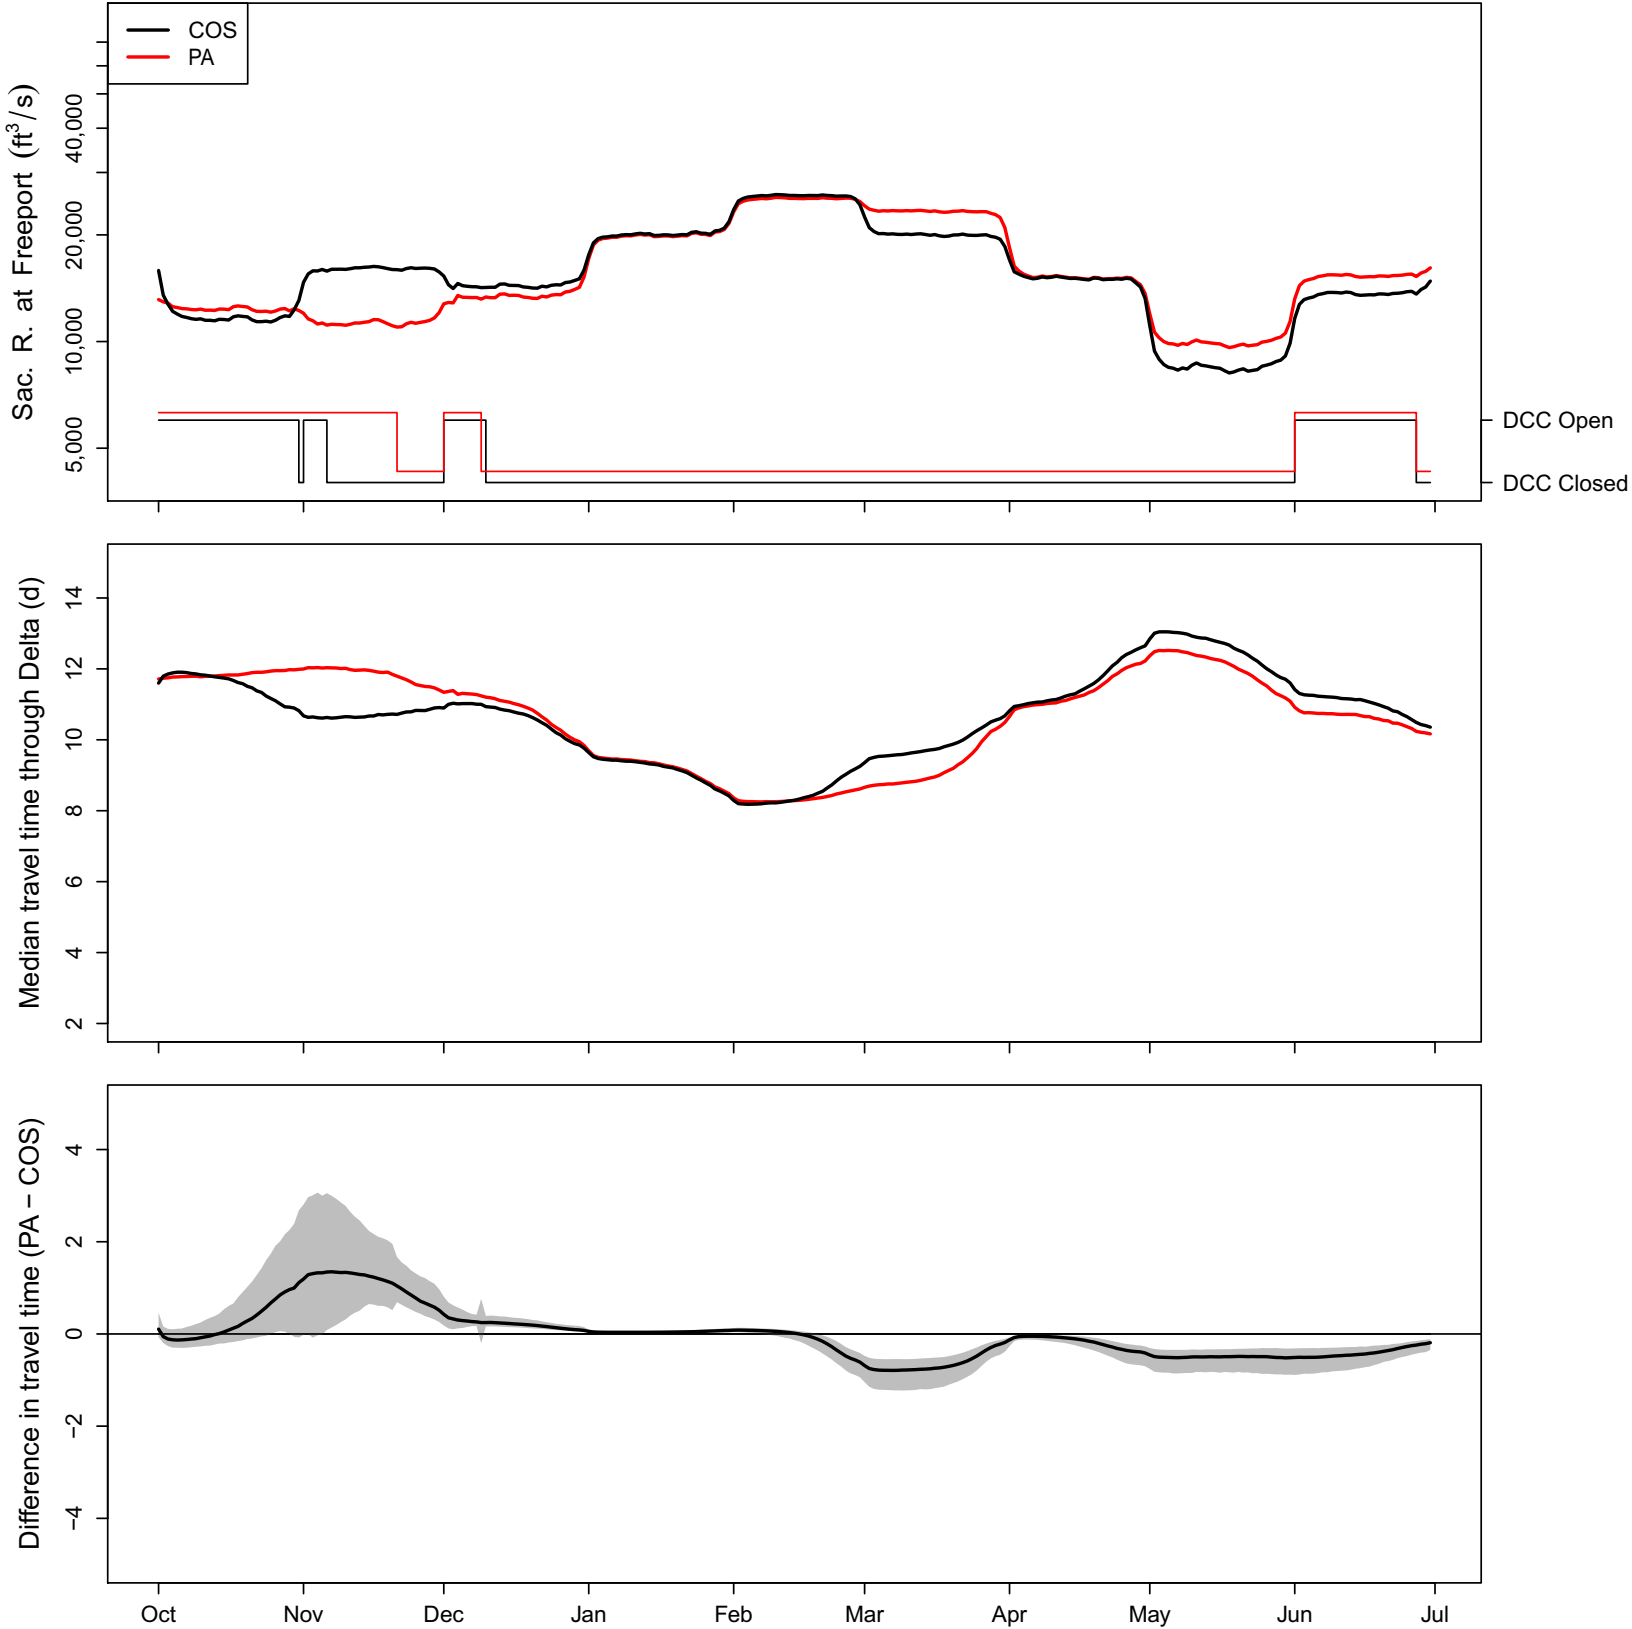 COS
PA
Sac. R. at Freeport (ft³/s)
40,000
20,000
10,000
5,000
DCC Open
DCC Closed
Median travel time through Delta (d)
14
12
10
8
6
4
2
Difference in travel time (PA − COS)
4
2
0
−2
−4
Oct Nov Dec Jan Feb Mar Apr May Jun Jul